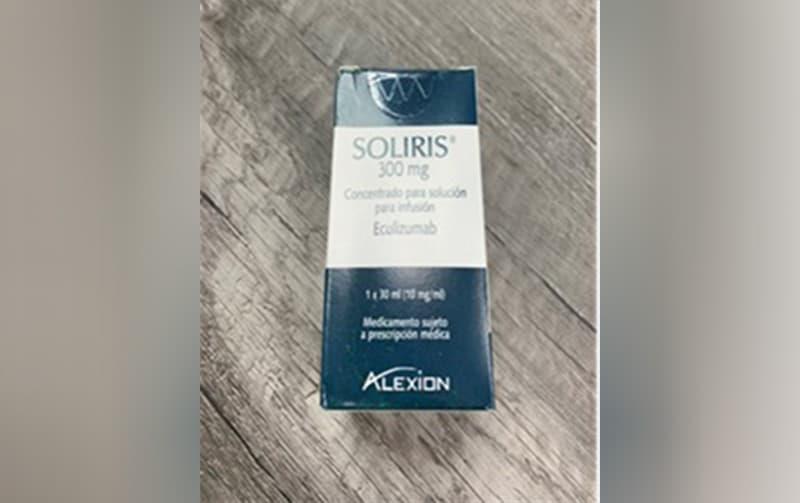 SOLIRIS®
300 mg
Concentrado para solución
para infusión
Eculizumab
1 x 30 ml (10 mg/ml)
Medicamento sujeto
a prescripción médica
ALEXION